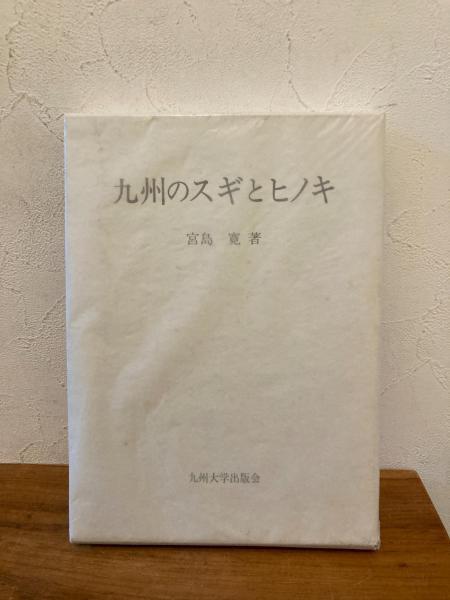 九州のスギとヒノキ
宮島 寛 著
九州大学出版会